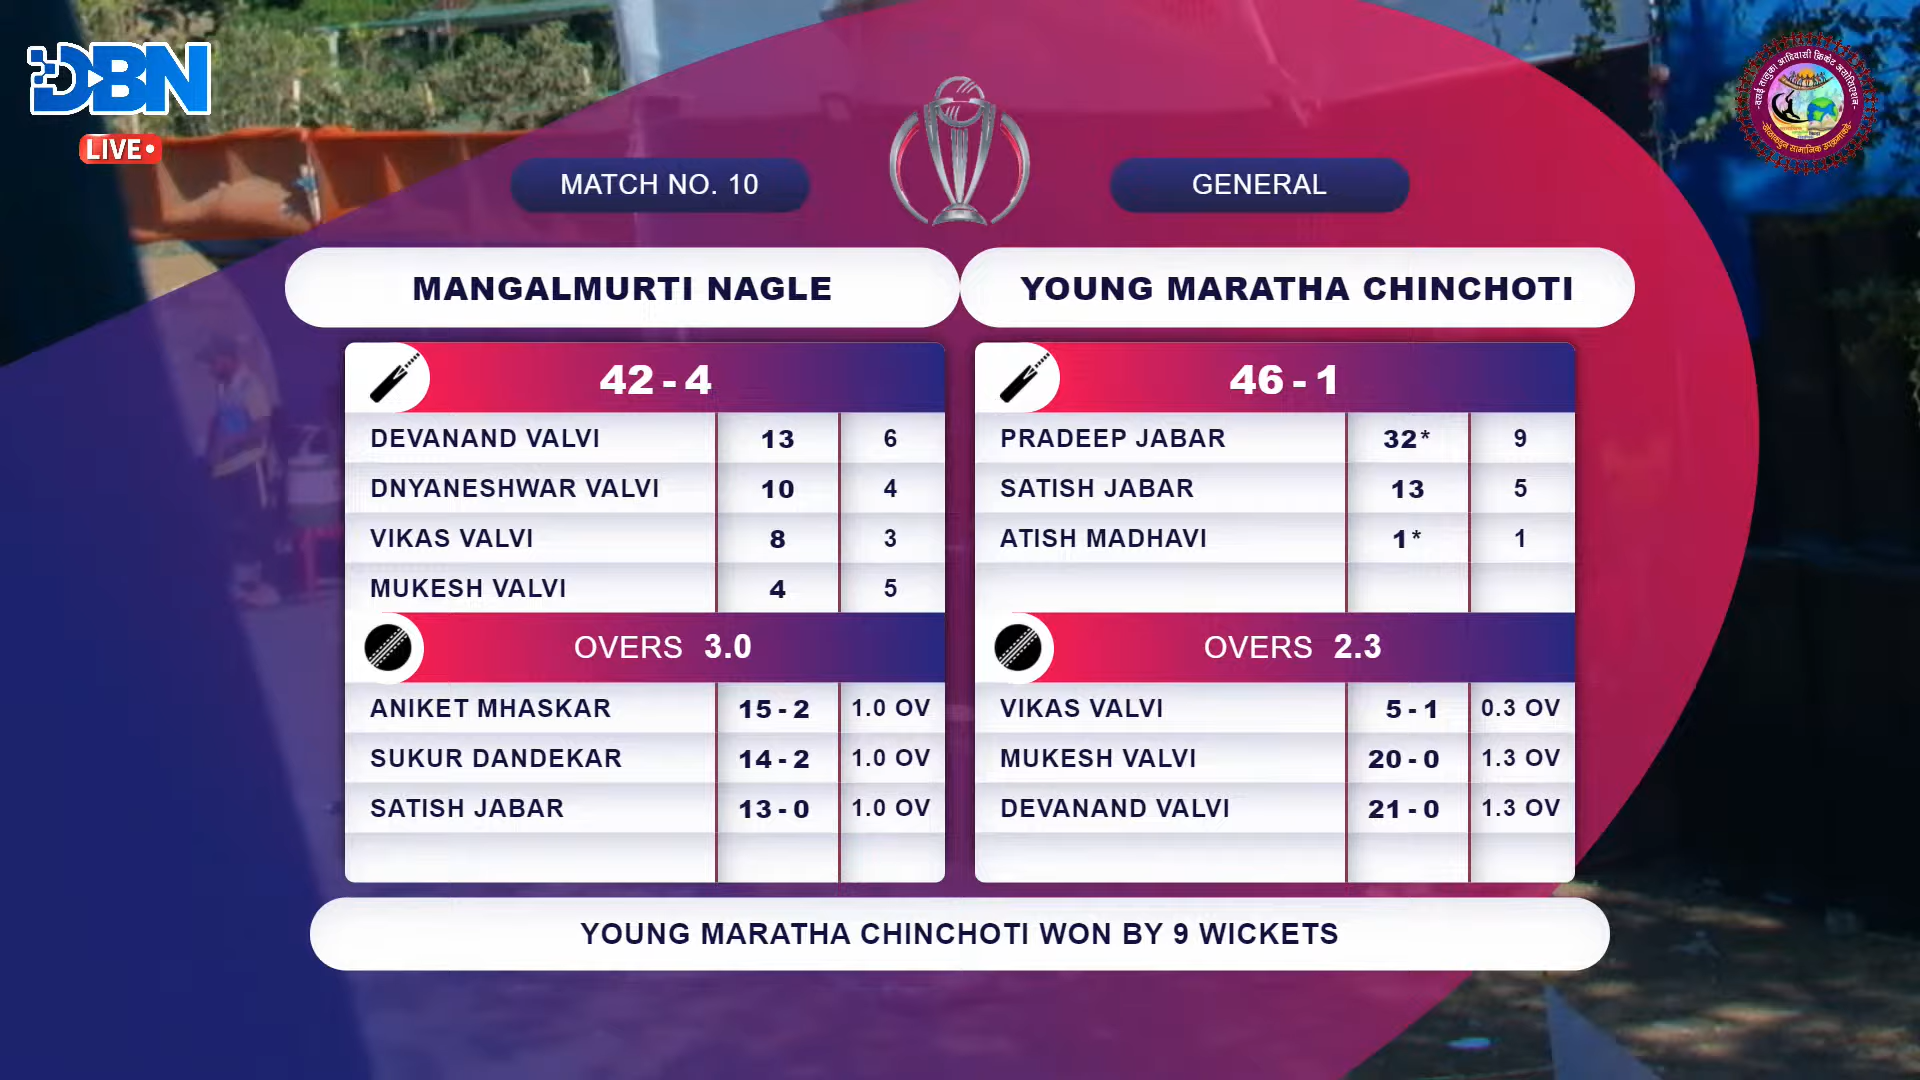 DBN
LIVE
वसई तालुका आदिवासी क्रिकेट असोसिएशन
MATCH NO. 10
GENERAL
MANGALMURTI NAGLE
YOUNG MARATHA CHINCHOTI
42 - 4
DEVANAND VALVI 13 6
DNYANESHWAR VALVI 10 4
VIKAS VALVI 8 3
MUKESH VALVI 4 5
OVERS 3.0
ANIKET MHASKAR 15 - 2 1.0 OV
SUKUR DANDEKAR 14 - 2 1.0 OV
SATISH JABAR 13 - 0 1.0 OV
46 - 1
PRADEEP JABAR 32* 9
SATISH JABAR 13 5
ATISH MADHAVI 1* 1
OVERS 2.3
VIKAS VALVI 5 - 1 0.3 OV
MUKESH VALVI 20 - 0 1.3 OV
DEVANAND VALVI 21 - 0 1.3 OV
YOUNG MARATHA CHINCHOTI WON BY 9 WICKETS